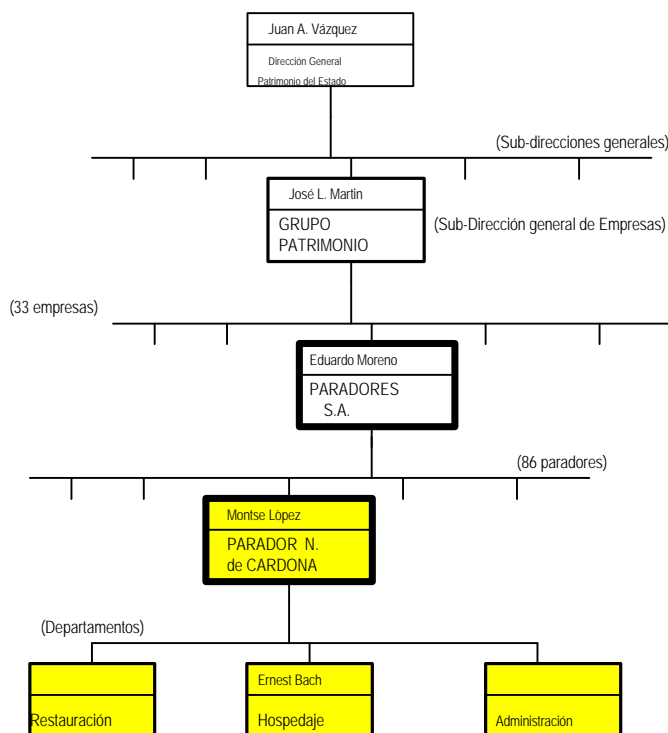 Juan A. Vázquez
Dirección General
Patrimonio del Estado
(Sub-direcciones generales)
José L. Martin
GRUPO
PATRIMONIO
(Sub-Dirección general de Empresas)
(33 empresas)
Eduardo Moreno
PARADORES
S.A.
(86 paradores)
Montse Lòpez
PARADOR N.
de CARDONA
(Departamentos)
Ernest Bach
Restauración
Hospedaje
Administración